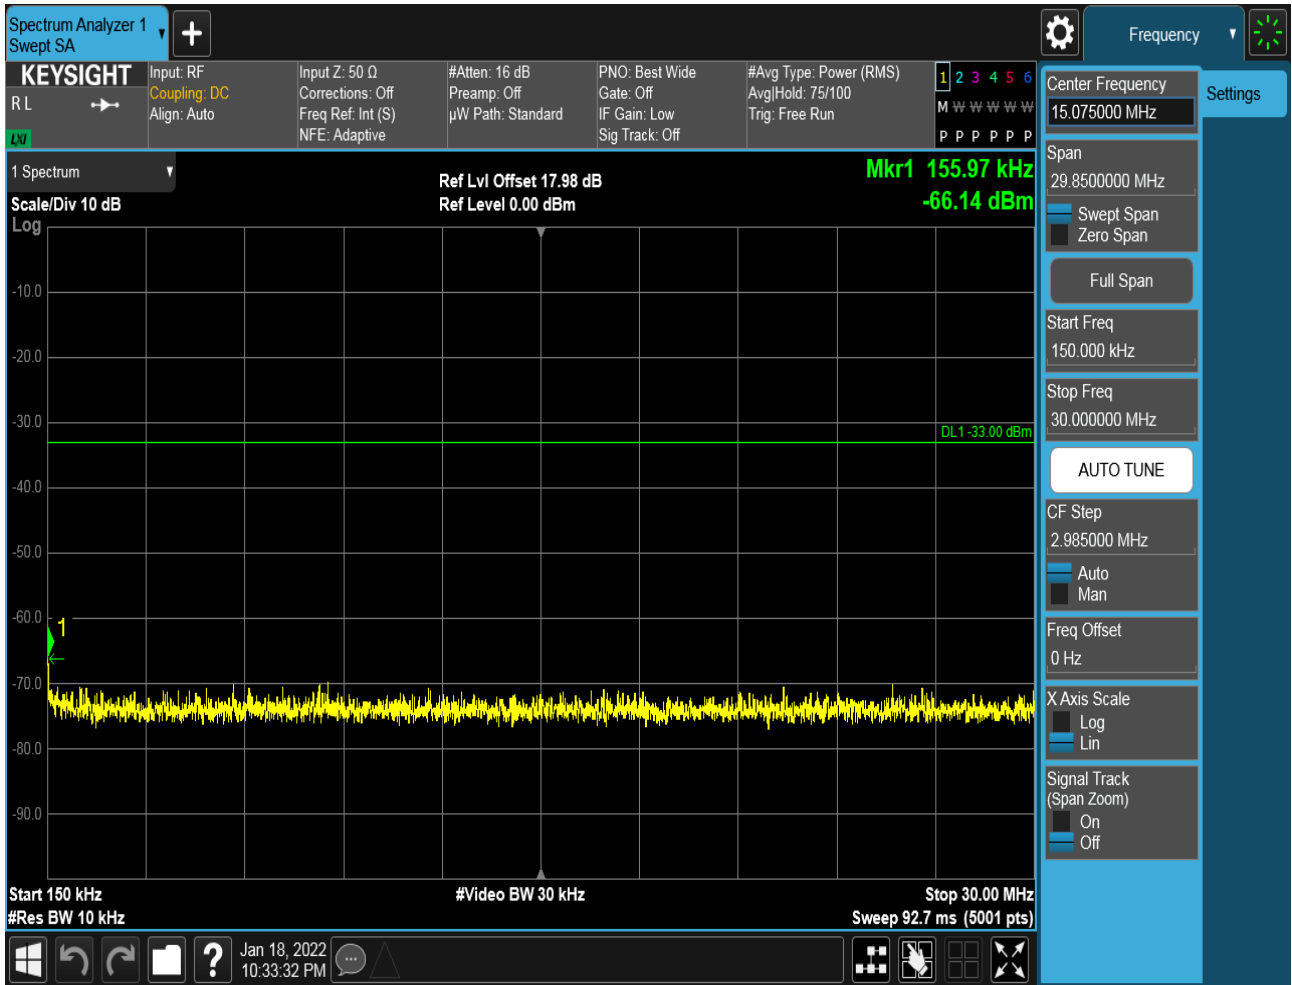 Spectrum Analyzer 1
Swept SA
Frequency
KEYSIGHT
R L
LXI
Input: RF
Coupling: DC
Align: Auto
Input Z: 50 Ω
Corrections: Off
Freq Ref: Int (S)
NFE: Adaptive
#Atten: 16 dB
Preamp: Off
µW Path: Standard
PNO: Best Wide
Gate: Off
IF Gain: Low
Sig Track: Off
#Avg Type: Power (RMS)
Avg|Hold: 75/100
Trig: Free Run
1 2 3 4 5 6
M W W W W W
P P P P P P
1 Spectrum
Scale/Div 10 dB
Log
Ref Lvl Offset 17.98 dB
Ref Level 0.00 dBm
Mkr1 155.97 kHz
-66.14 dBm
-10.0
-20.0
-30.0
DL1 -33.00 dBm
-40.0
-50.0
-60.0
1
-70.0
-80.0
-90.0
Start 150 kHz
#Video BW 30 kHz
Stop 30.00 MHz
#Res BW 10 kHz
Sweep 92.7 ms (5001 pts)
?
Jan 18, 2022
10:33:32 PM
Center Frequency
15.075000 MHz
Settings
Span
29.8500000 MHz
Swept Span
Zero Span
Full Span
Start Freq
150.000 kHz
Stop Freq
30.000000 MHz
AUTO TUNE
CF Step
2.985000 MHz
Auto
Man
Freq Offset
0 Hz
X Axis Scale
Log
Lin
Signal Track
(Span Zoom)
On
Off